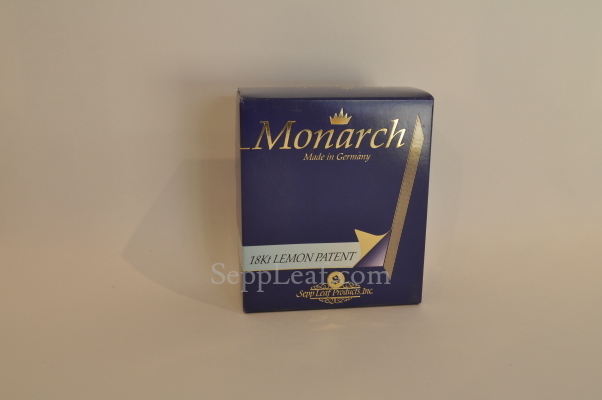 Monarch
Made in Germany
18Kt LEMON PATENT
SeppLeaf.com
Sepp Leaf Products, Inc.